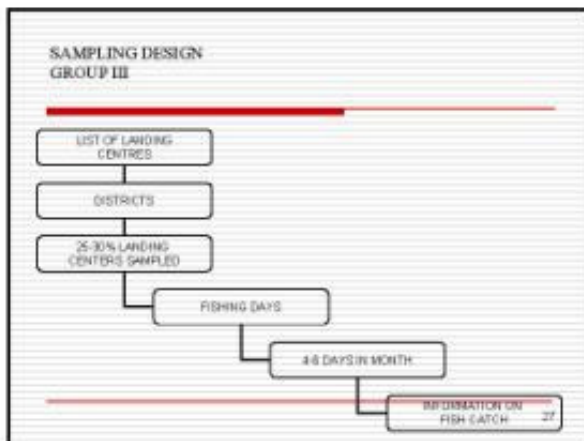 SAMPLING DESIGN
GROUP III
LIST OF LANDING
CENTRES
DISTRICTS
25-30% LANDING
CENTERS SAMPLED
FISHING DAYS
4-6 DAYS IN MONTH
INFORMATION ON
FISH CATCH
27